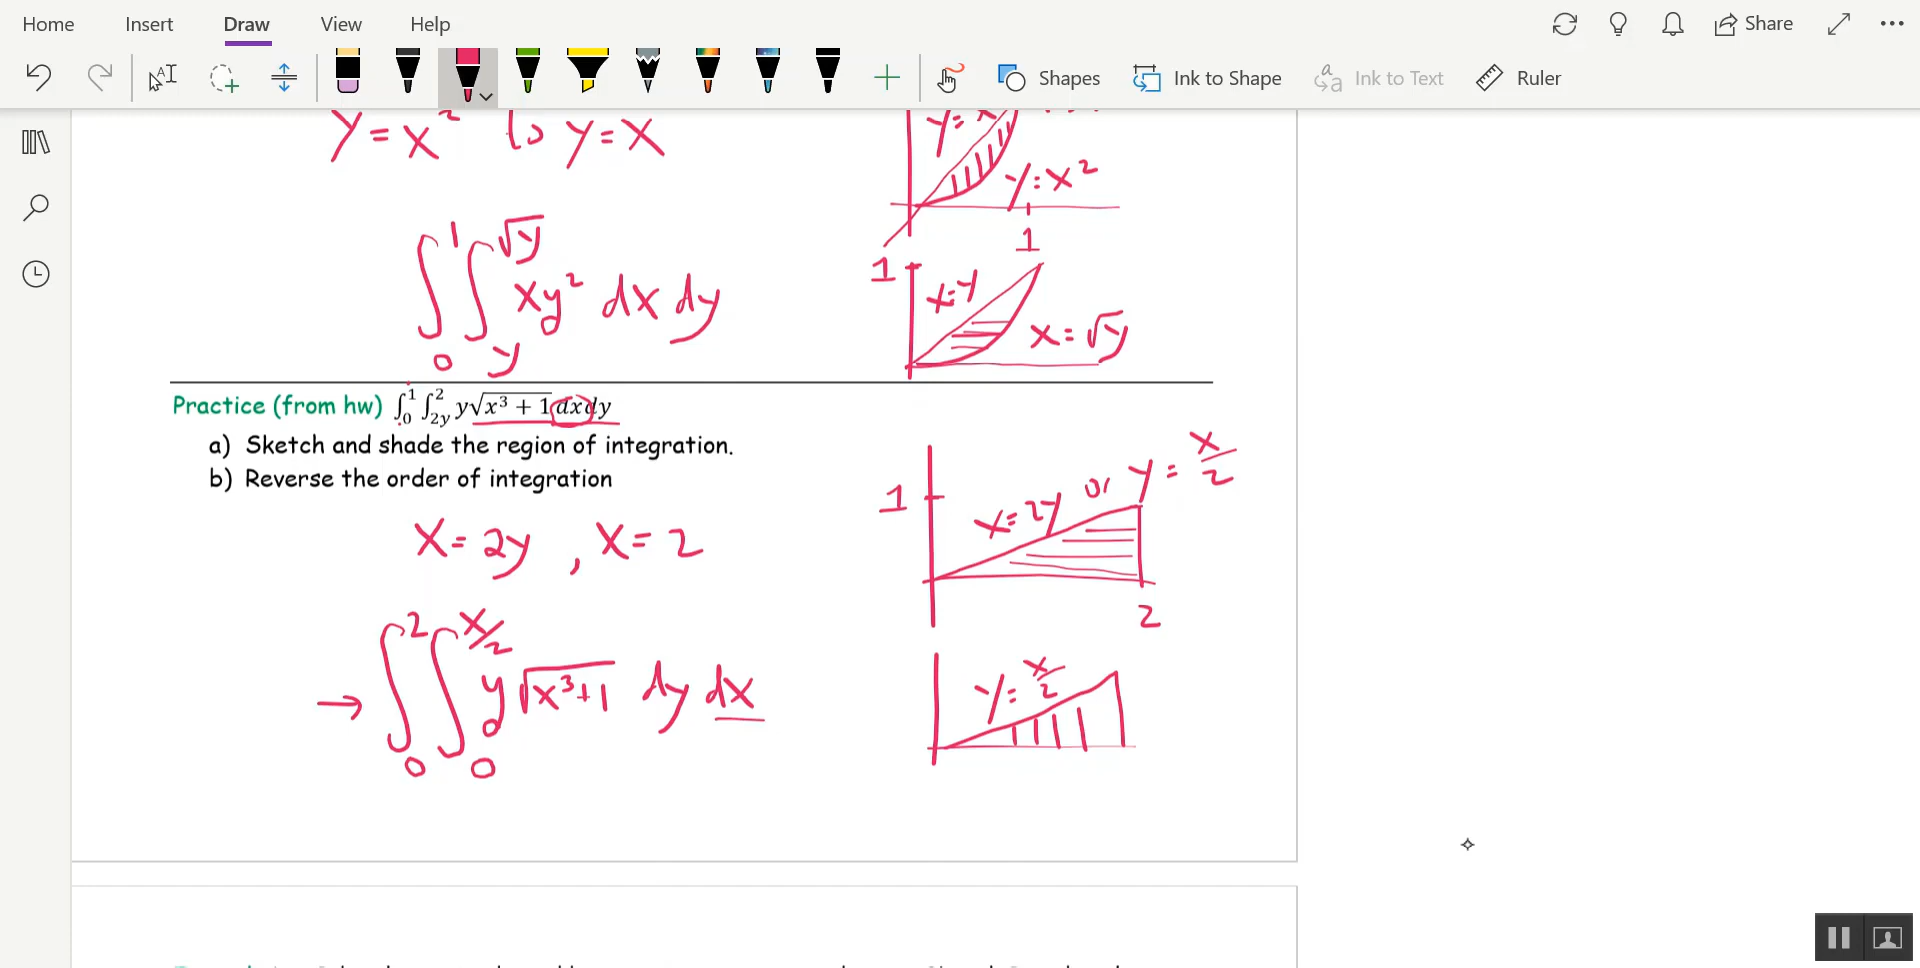 Home Insert Draw View Help Share
Shapes Ink to Shape Ink to Text Ruler
y = x² to y = x
y = x
y = x²
1
∫₀¹ ∫_y^√y xy² dx dy
1
x = y
x = √y
Practice (from hw) ∫₀¹ ∫_2y^2 y√(x³ + 1) dxdy
a) Sketch and shade the region of integration.
b) Reverse the order of integration
x = 2y , x = 2
1
x = 2y or y = x/2
2
→ ∫₀² ∫₀^x/2 y√(x³+1) dy dx
y = x/2